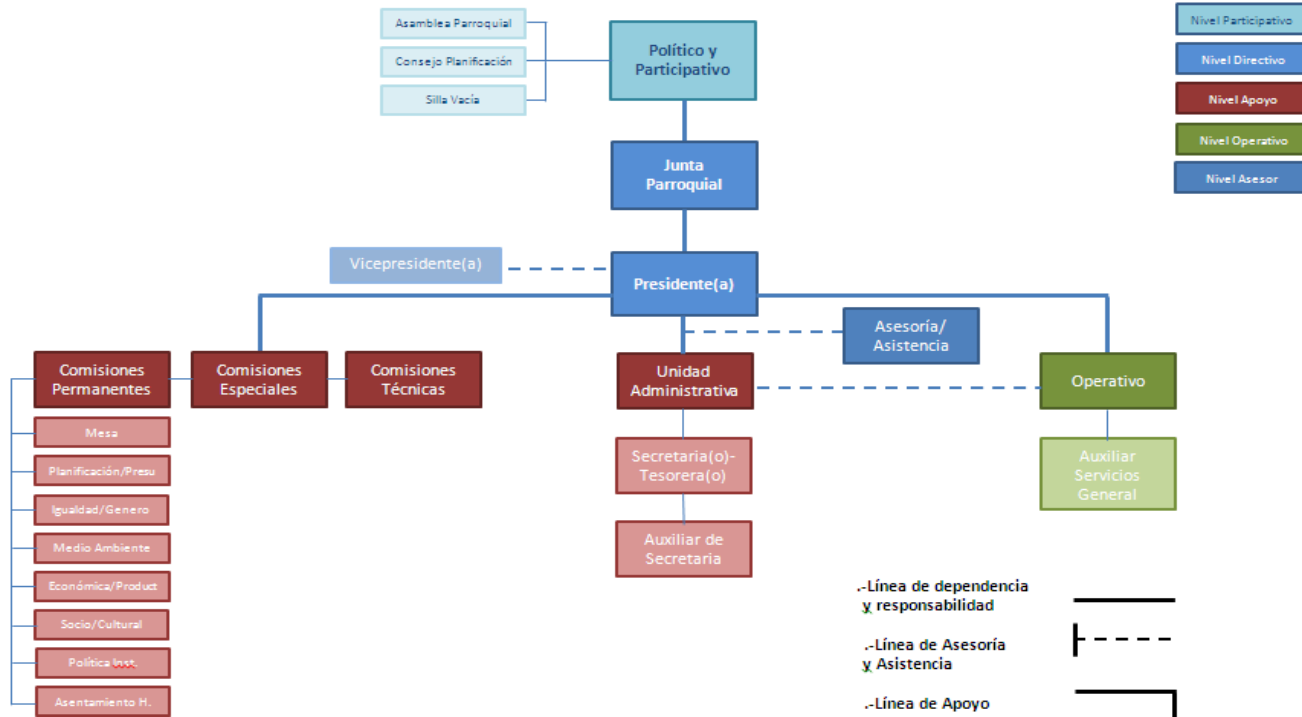 Asamblea Parroquial
Consejo Planificación
Silla Vacía
Político y
Participativo
Nivel Participativo
Nivel Directivo
Nivel Apoyo
Nivel Operativo
Nivel Asesor
Junta
Parroquial
Vicepresidente(a)
Presidente(a)
Asesoría/
Asistencia
Comisiones
Permanentes
Comisiones
Especiales
Comisiones
Técnicas
Unidad
Administrativa
Operativo
Mesa
Planificación/Presu
Igualdad/Genero
Medio Ambiente
Económica/Product
Socio/Cultural
Política Inst.
Asentamiento H.
Secretaria(o)-
Tesorera(o)
Auxiliar de
Secretaria
Auxiliar
Servicios
General
.-Línea de dependencia
y responsabilidad
.-Línea de Asesoría
y Asistencia
.-Línea de Apoyo